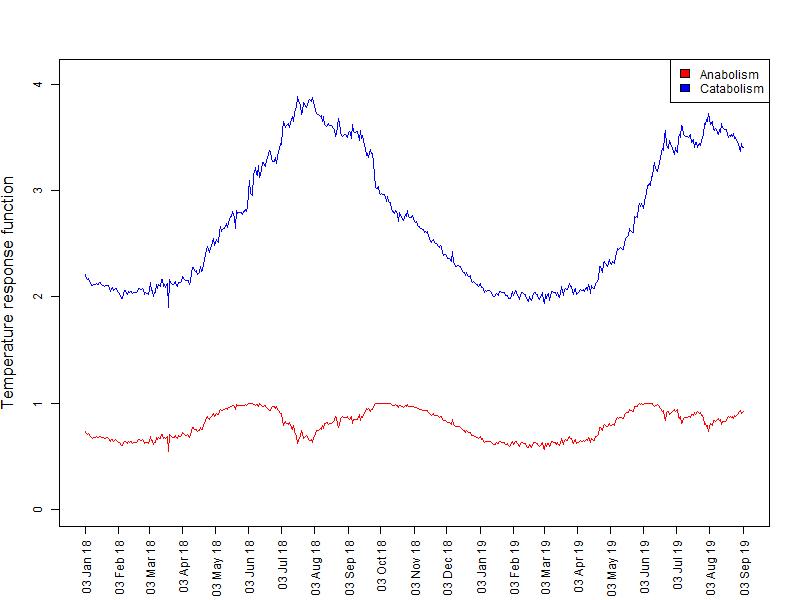 Anabolism
Catabolism
Temperature response function
4
3
2
1
0
03 Jan 18
03 Feb 18
03 Mar 18
03 Apr 18
03 May 18
03 Jun 18
03 Jul 18
03 Aug 18
03 Sep 18
03 Oct 18
03 Nov 18
03 Dec 18
03 Jan 19
03 Feb 19
03 Mar 19
03 Apr 19
03 May 19
03 Jun 19
03 Jul 19
03 Aug 19
03 Sep 19